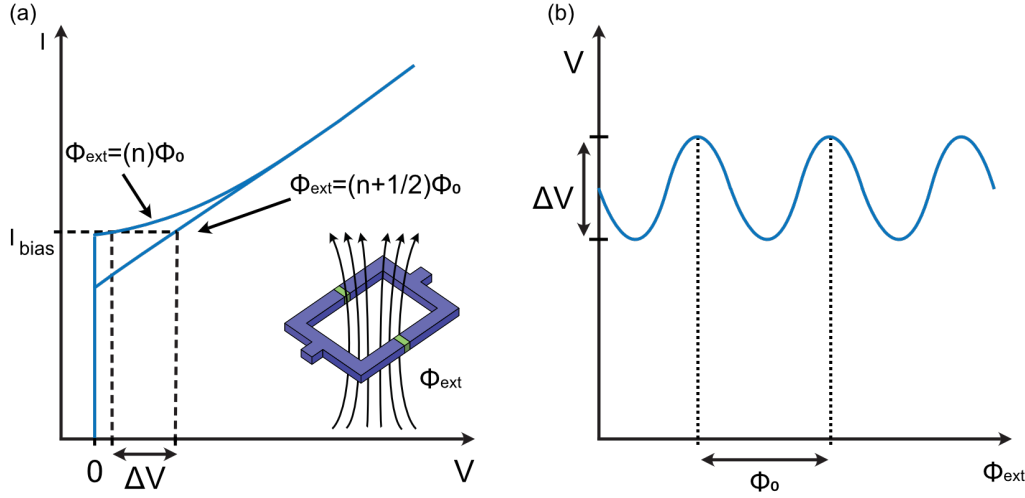 (a)
I
Φext=(n)Φ0
Φext=(n+1/2)Φ0
Ibias
Φext
0
ΔV
V
(b)
V
ΔV
Φ0
Φext